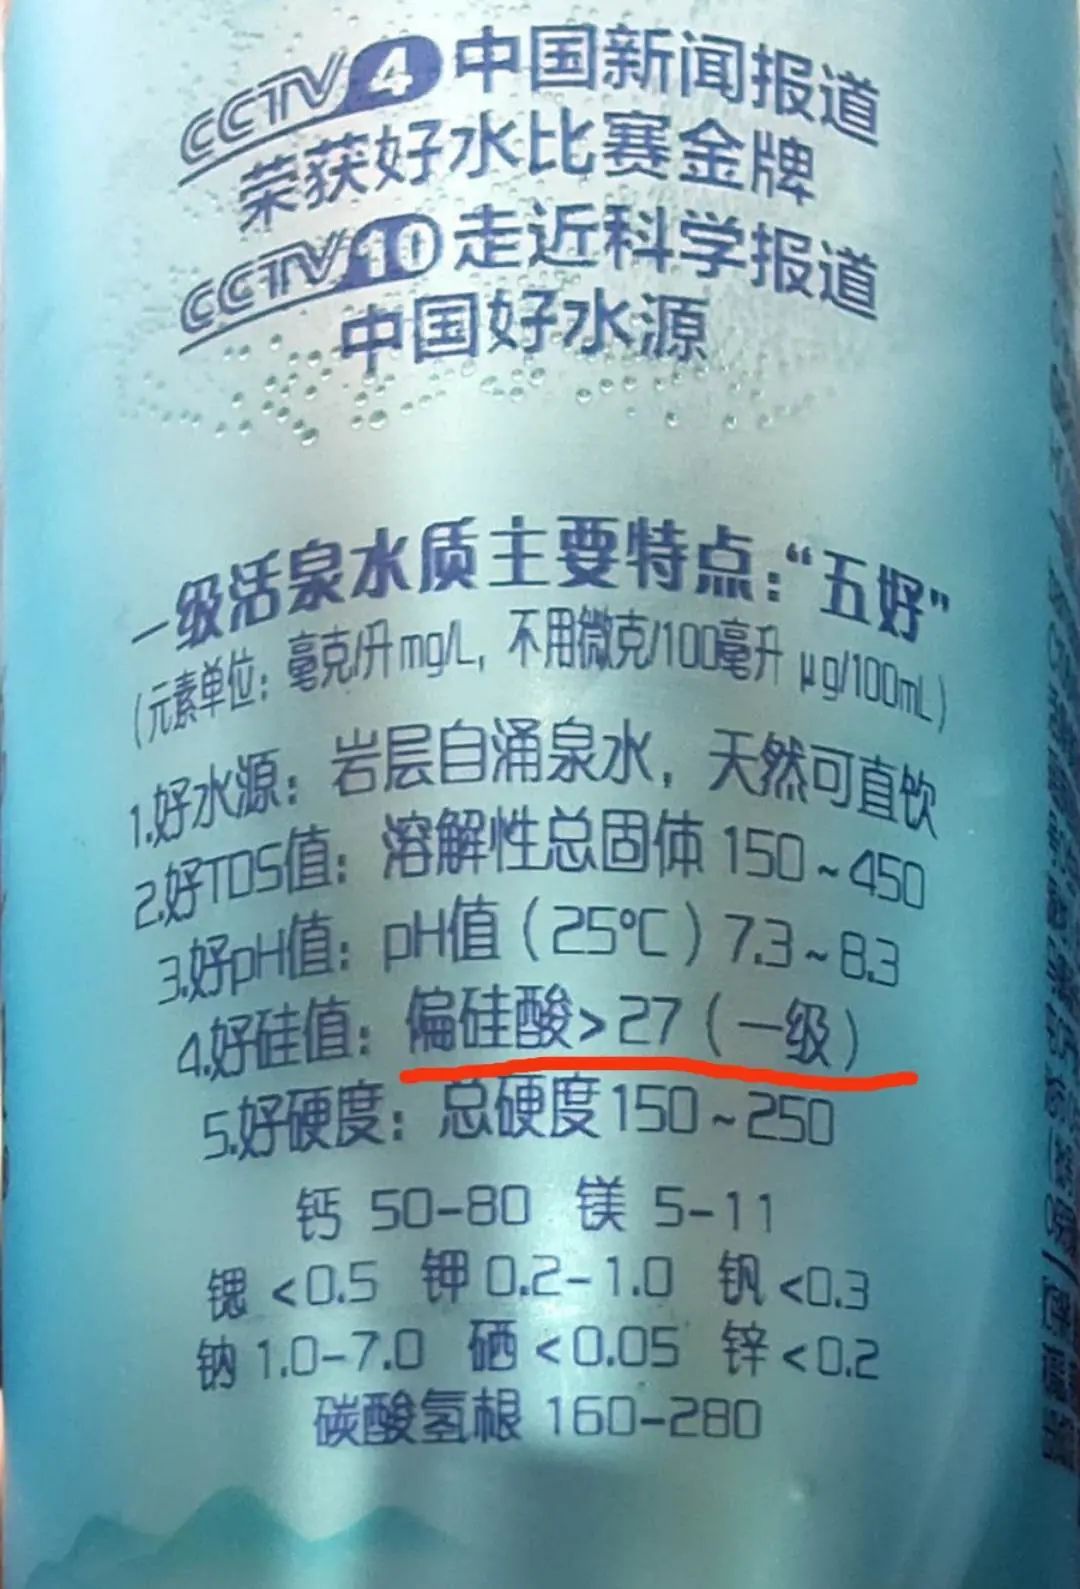 CCTV 4 中国新闻报道
荣获好水比赛金牌
CCTV 10 走近科学报道
中国好水源
一级活泉水质主要特点：“五好”
（元素单位：毫克/升 mg/L，不用微克/100毫升 μg/100mL）
1.好水源：岩层自涌泉水，天然可直饮
2.好TDS值：溶解性总固体 150~450
3.好pH值：pH值（25℃）7.3~8.3
4.好硅值：偏硅酸>27（一级）
5.好硬度：总硬度150~250
钙 50-80 镁 5-11
锶 <0.5 钾 0.2-1.0 钒 <0.3
钠 1.0-7.0 硒 <0.05 锌 <0.2
碳酸氢根 160-280